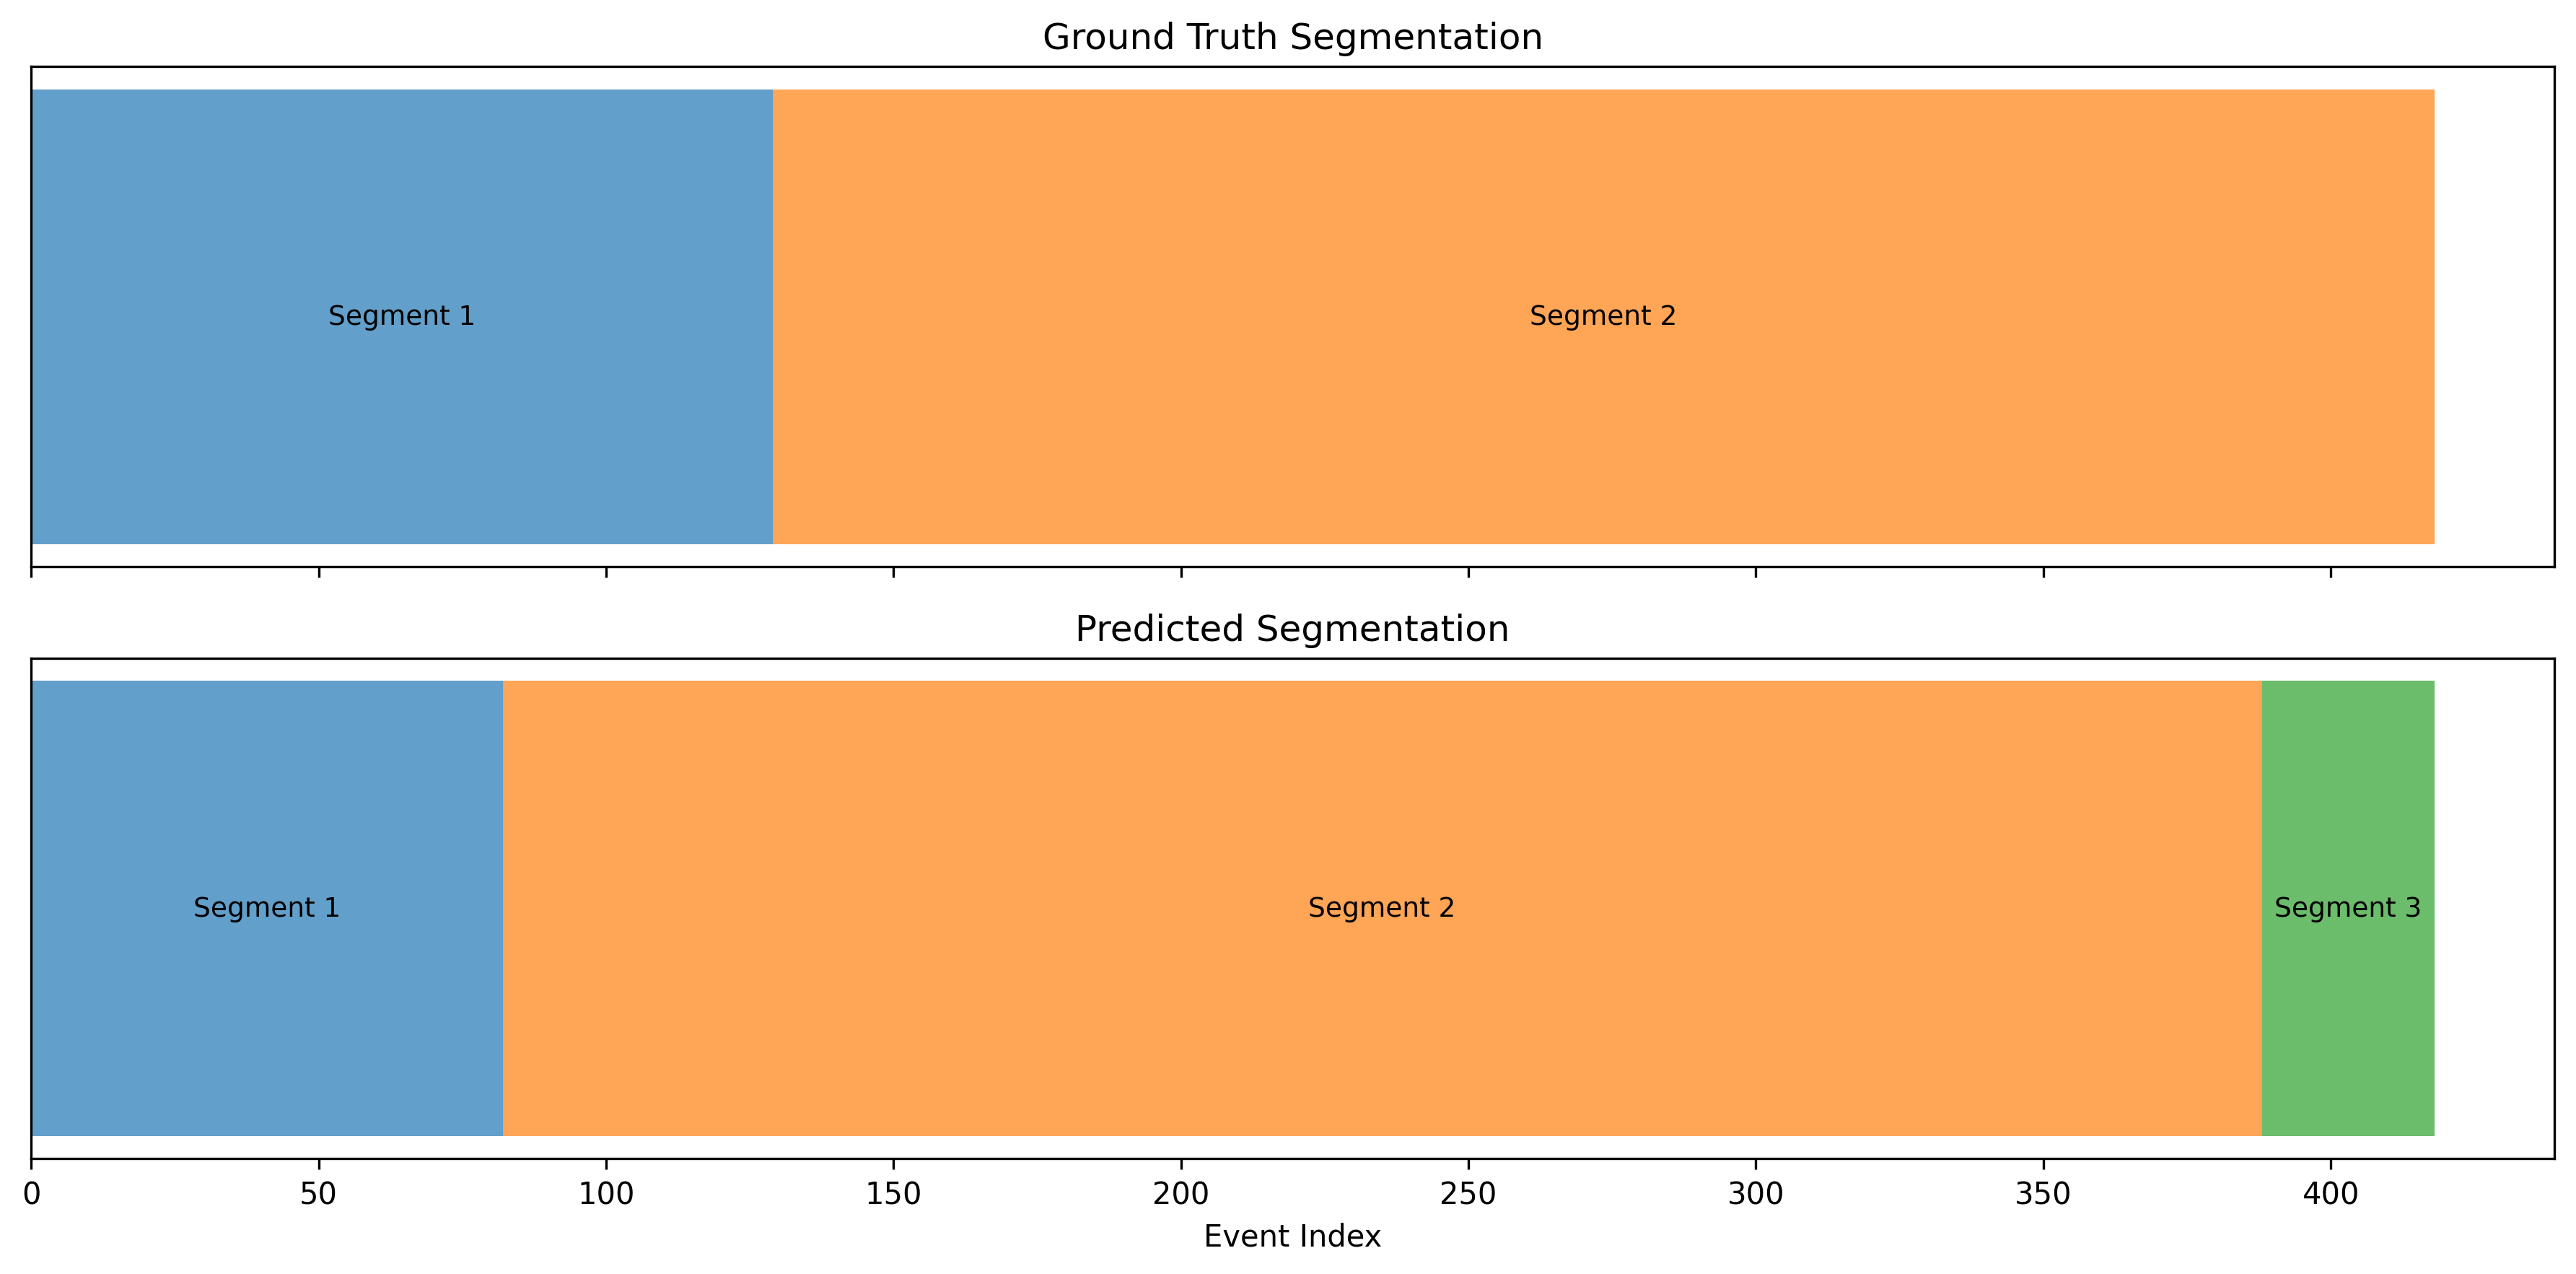 Ground Truth Segmentation
Segment 1
Segment 2
Predicted Segmentation
Segment 1
Segment 2
Segment 3
0 50 100 150 200 250 300 350 400
Event Index